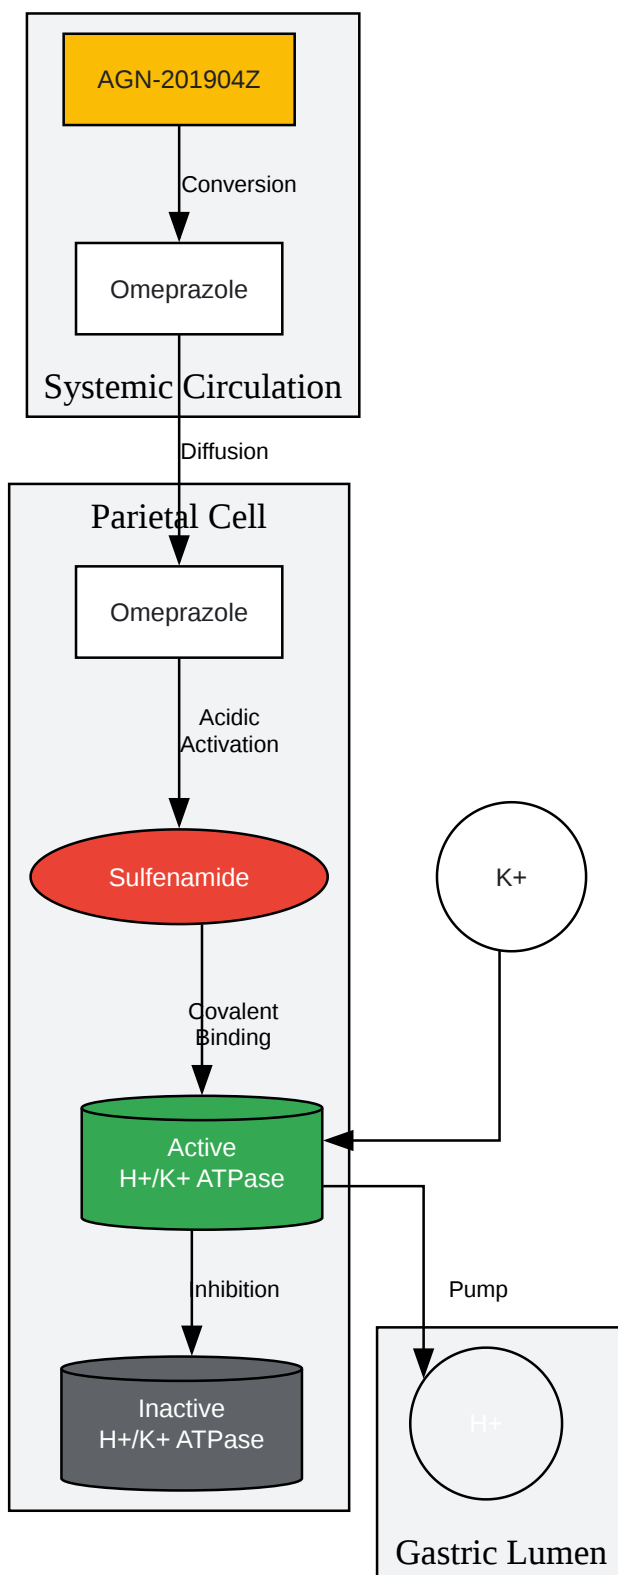 AGN-201904Z
Conversion
Omeprazole
Systemic Circulation
Diffusion
Parietal Cell
Omeprazole
Acidic
Activation
Sulfenamide
K+
Covalent
Binding
Active
H+/K+ ATPase
Inhibition
Pump
Inactive
H+/K+ ATPase
H+
Gastric Lumen